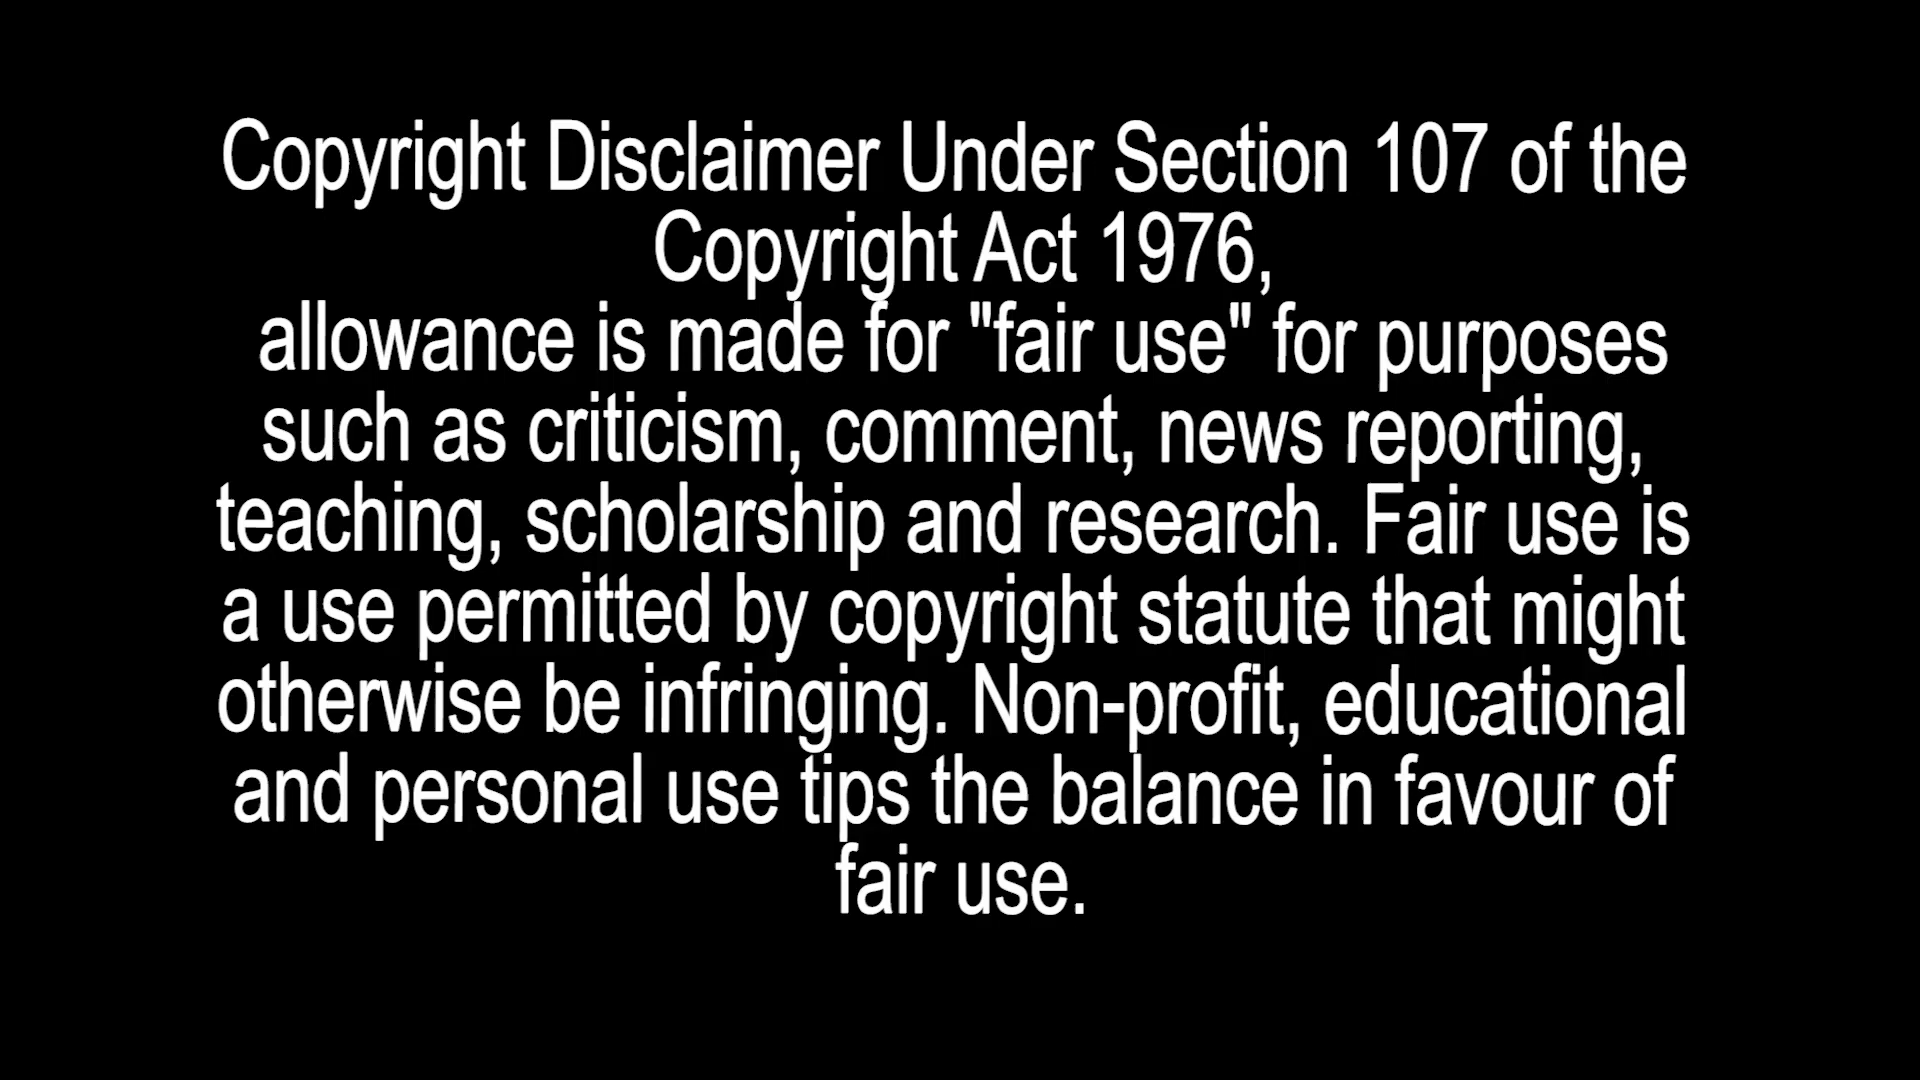 Copyright Disclaimer Under Section 107 of the
Copyright Act 1976,
allowance is made for "fair use" for purposes
such as criticism, comment, news reporting,
teaching, scholarship and research. Fair use is
a use permitted by copyright statute that might
otherwise be infringing. Non-profit, educational
and personal use tips the balance in favour of
fair use.